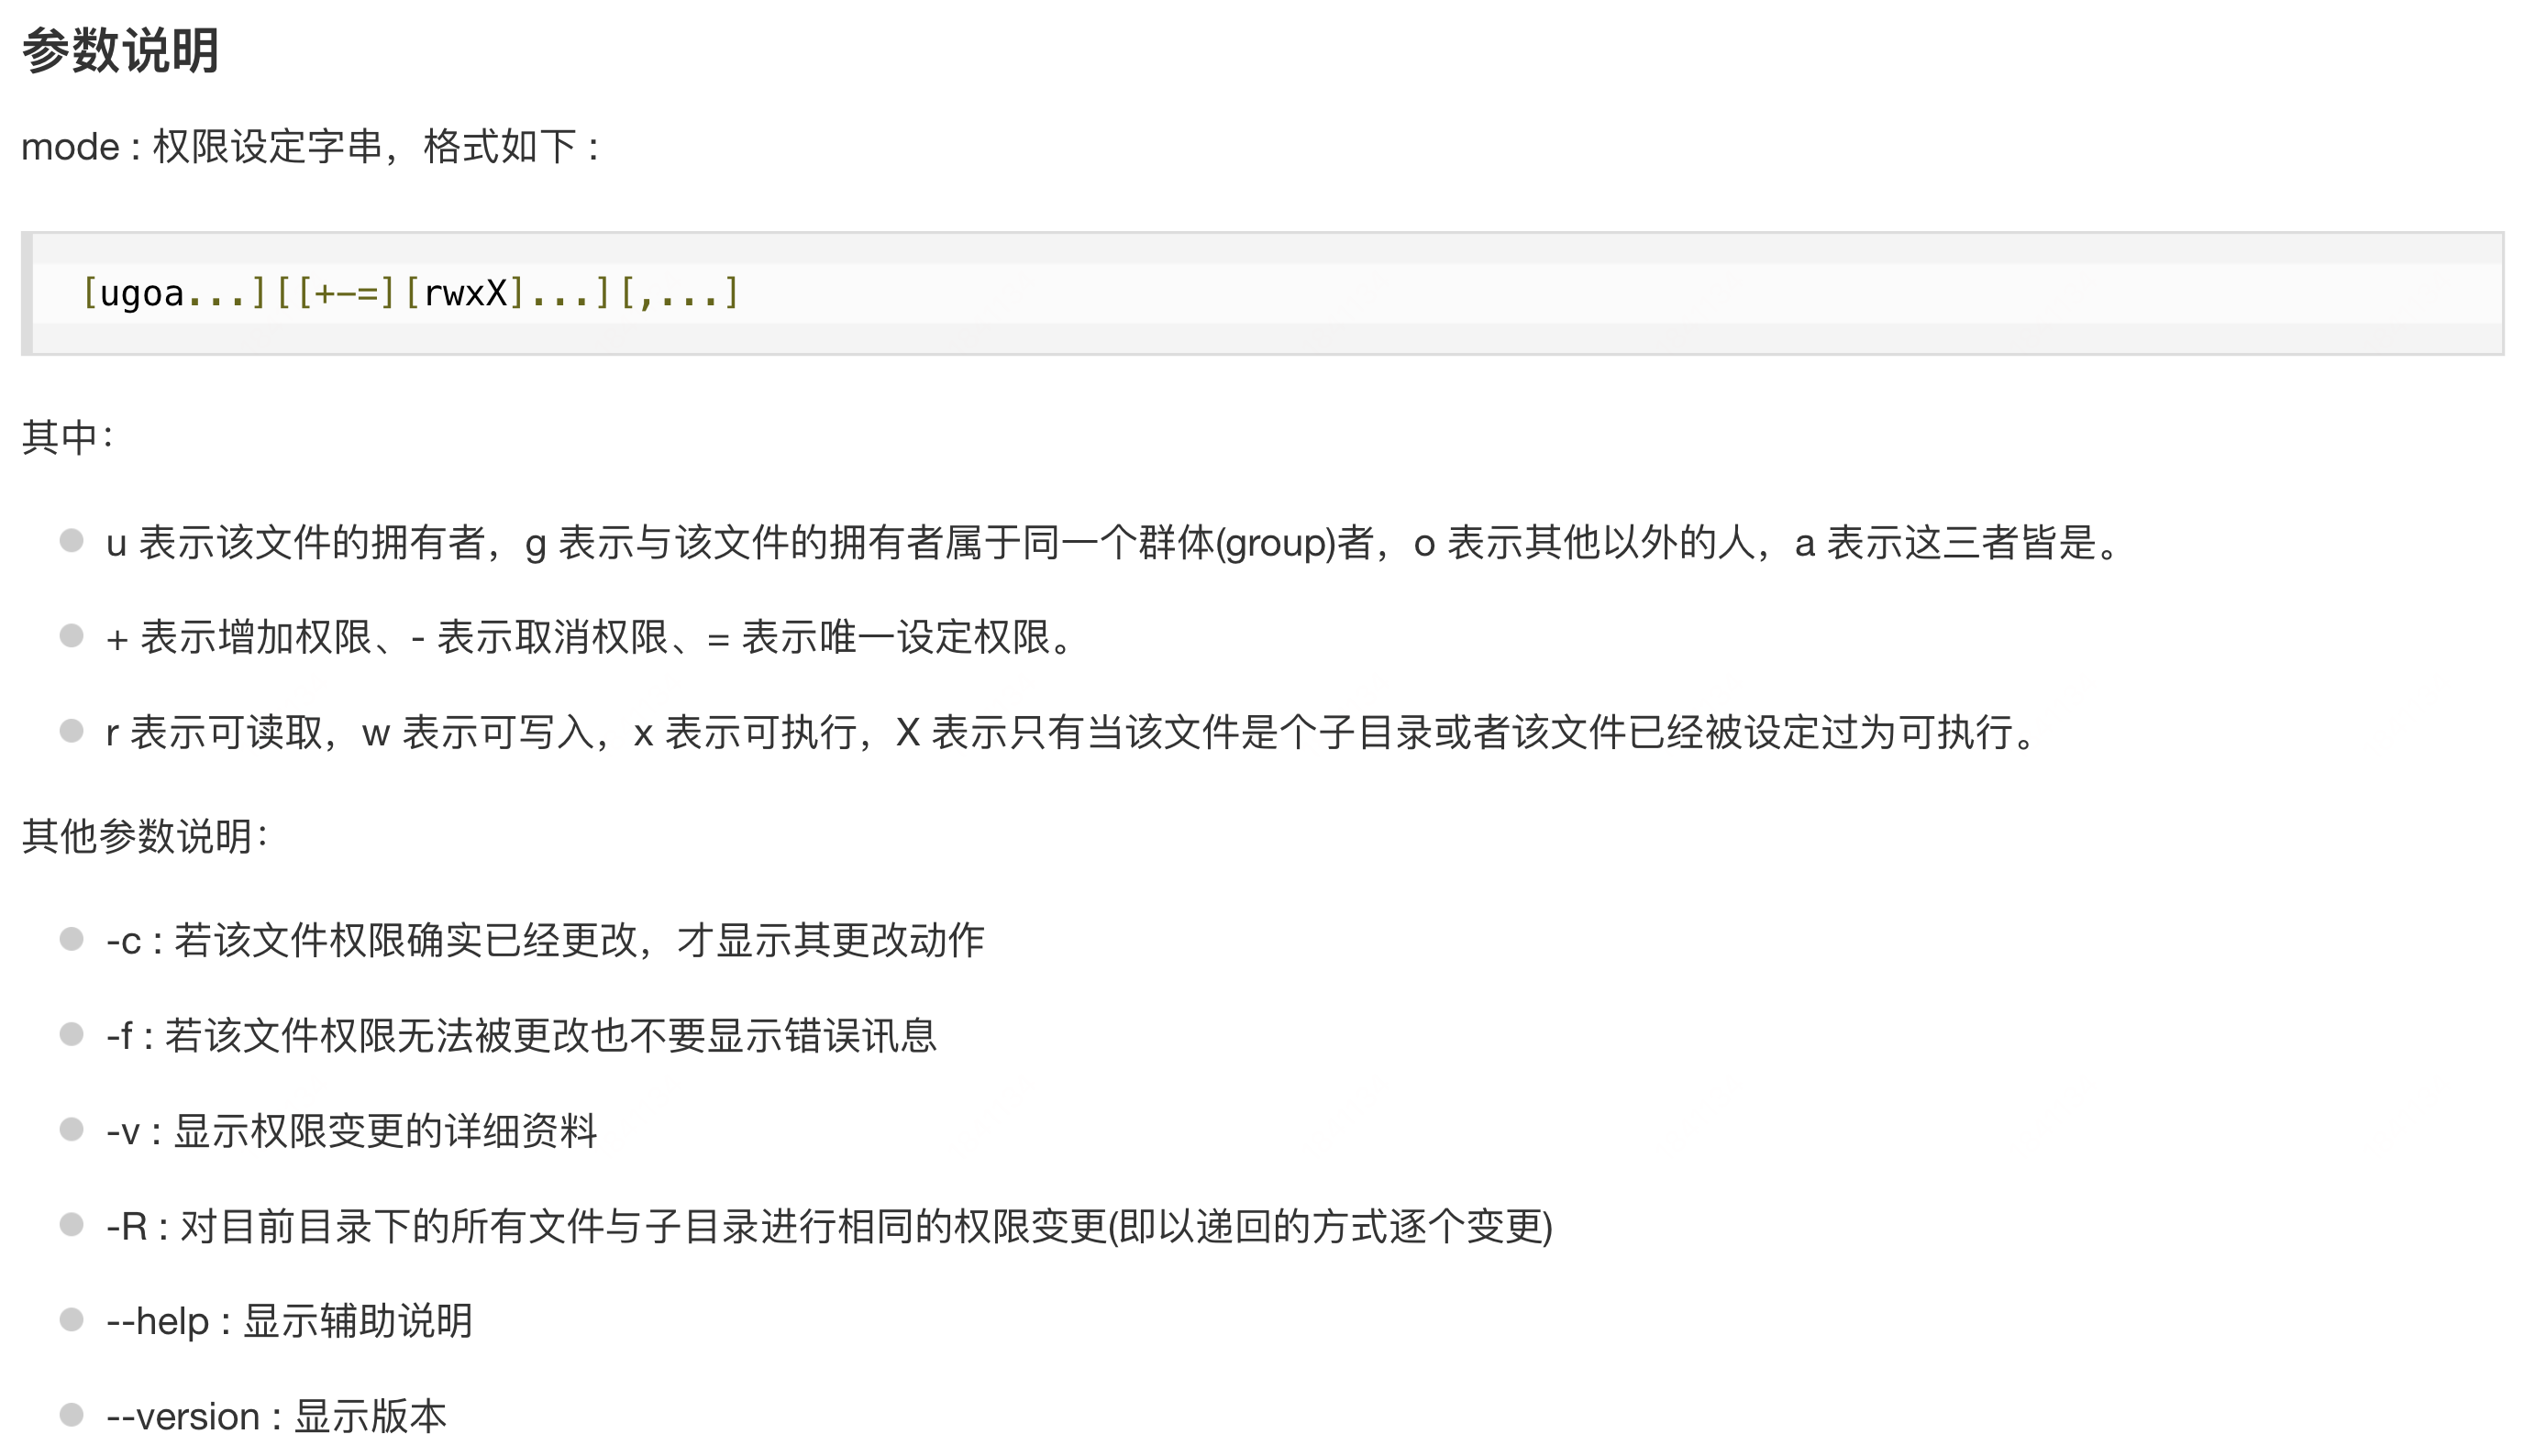 参数说明
mode : 权限设定字串，格式如下 :
[ugoa...][[+-=][rwxX]...][,...]
其中：
u 表示该文件的拥有者，g 表示与该文件的拥有者属于同一个群体(group)者，o 表示其他以外的人，a 表示这三者皆是。
+ 表示增加权限、- 表示取消权限、= 表示唯一设定权限。
r 表示可读取，w 表示可写入，x 表示可执行，X 表示只有当该文件是个子目录或者该文件已经被设定过为可执行。
其他参数说明：
-c : 若该文件权限确实已经更改，才显示其更改动作
-f : 若该文件权限无法被更改也不要显示错误讯息
-v : 显示权限变更的详细资料
-R : 对目前目录下的所有文件与子目录进行相同的权限变更(即以递回的方式逐个变更)
--help : 显示辅助说明
--version : 显示版本